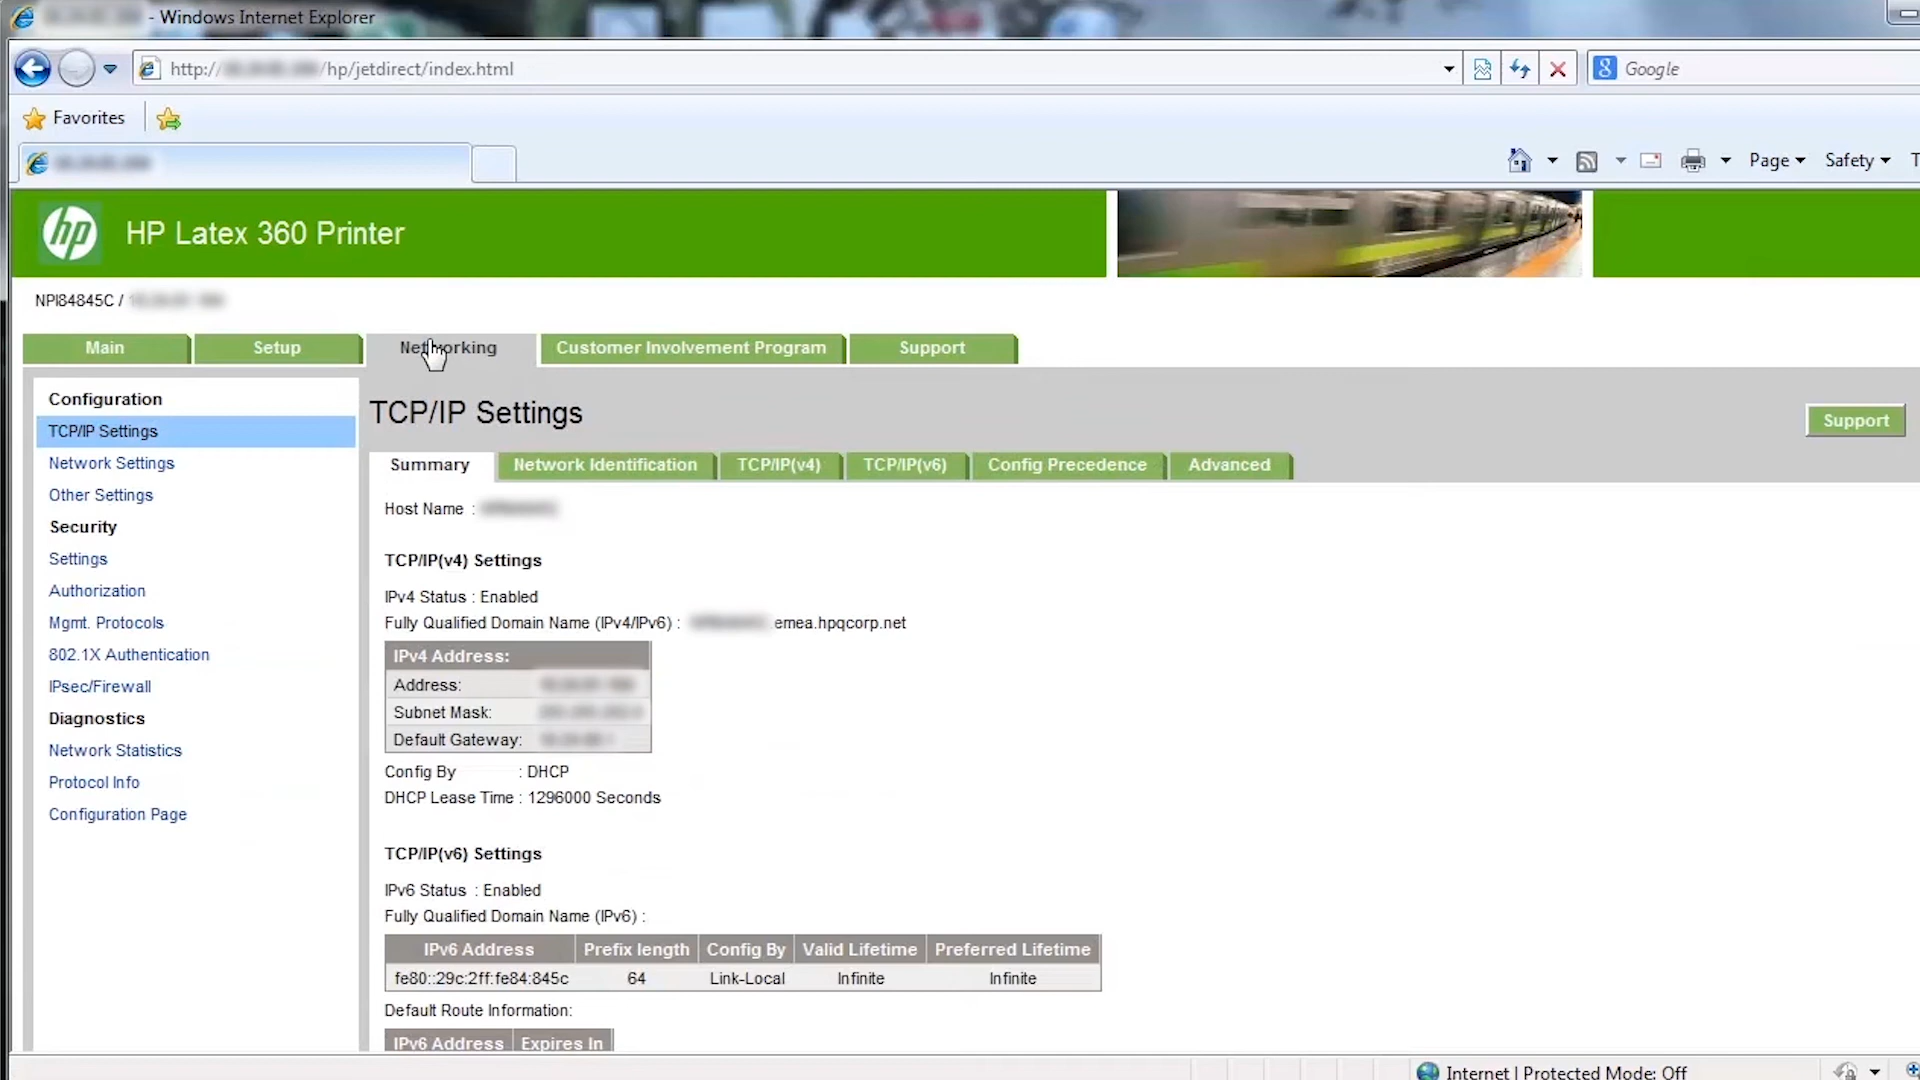 - Windows Internet Explorer
http:// /hp/jetdirect/index.html
Google
Favorites
Page Safety T
hp HP Latex 360 Printer
NPI84845C /
Main Setup Networking Customer Involvement Program Support
Configuration
TCP/IP Settings
Network Settings
Other Settings
Security
Settings
Authorization
Mgmt. Protocols
802.1X Authentication
IPsec/Firewall
Diagnostics
Network Statistics
Protocol Info
Configuration Page
TCP/IP Settings
Support
Summary Network Identification TCP/IP(v4) TCP/IP(v6) Config Precedence Advanced
Host Name :
TCP/IP(v4) Settings
IPv4 Status : Enabled
Fully Qualified Domain Name (IPv4/IPv6) : .emea.hpqcorp.net
IPv4 Address:
Address:
Subnet Mask:
Default Gateway:
Config By : DHCP
DHCP Lease Time : 1296000 Seconds
TCP/IP(v6) Settings
IPv6 Status : Enabled
Fully Qualified Domain Name (IPv6) :
IPv6 Address Prefix length Config By Valid Lifetime Preferred Lifetime
fe80::29c:2ff:fe84:845c 64 Link-Local Infinite Infinite
Default Route Information:
IPv6 Address Expires In
Internet | Protected Mode: Off